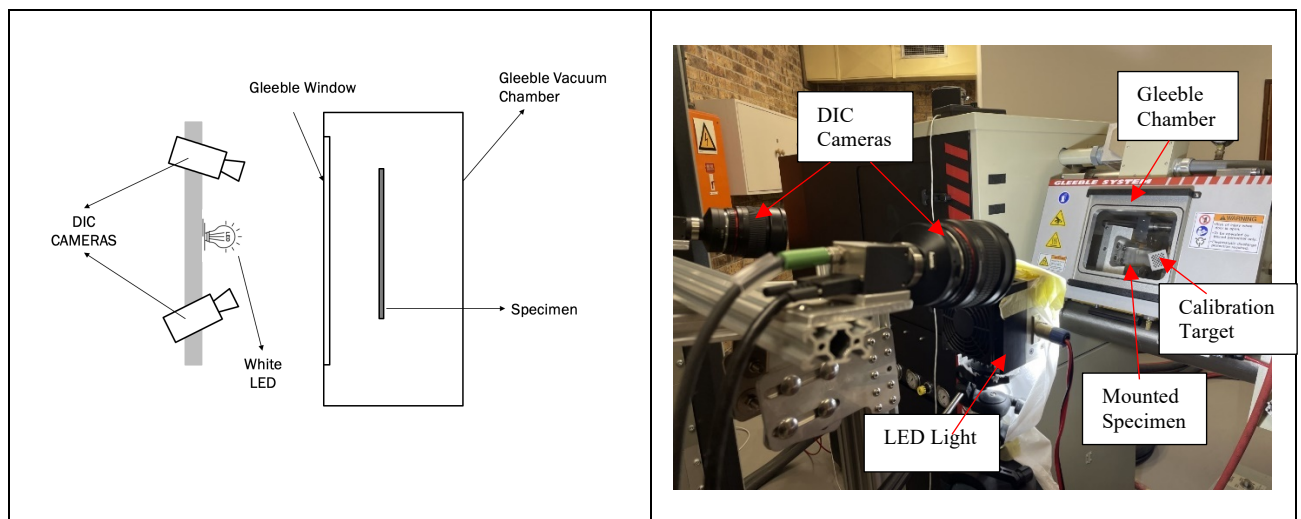 Gleeble Window
Gleeble Vacuum
Chamber
DIC
CAMERAS
LED
White
LED
Specimen
DIC
Cameras
Gleeble
Chamber
GLEEBLE SYSTEM
WARNING
Calibration
Target
Mounted
Specimen
LED Light